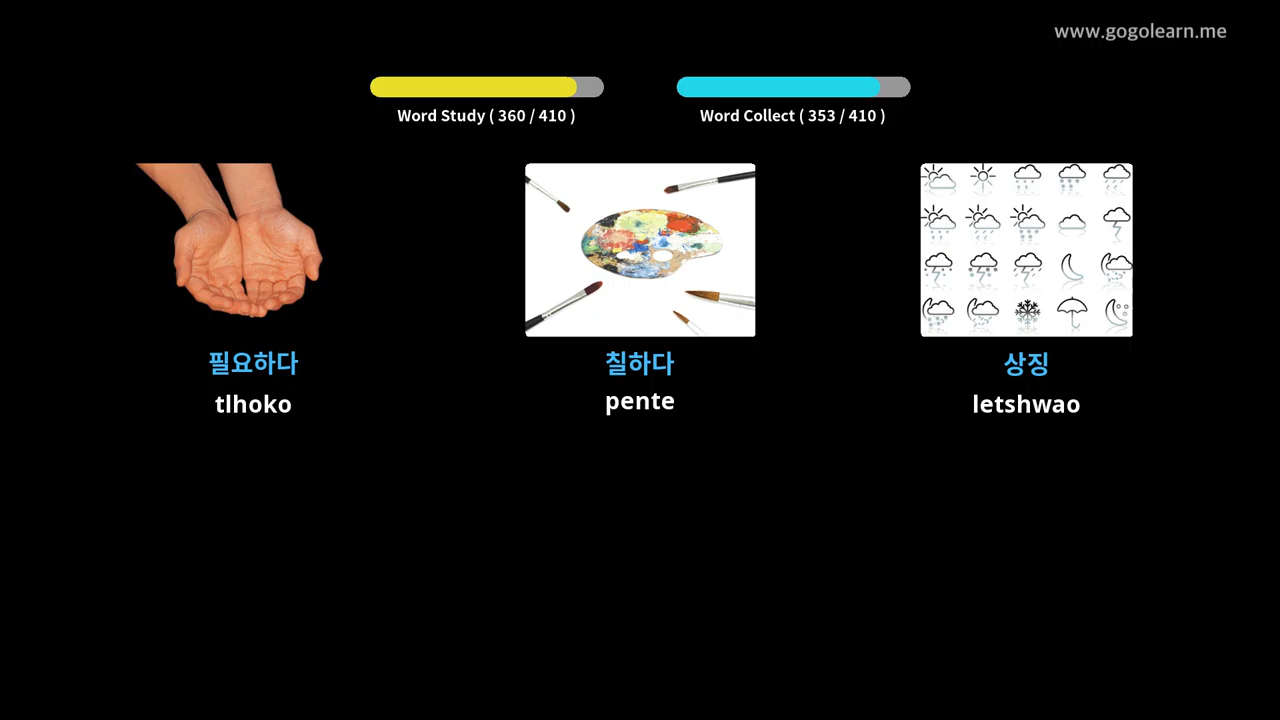 www.gogolearn.me
Word Study ( 360 / 410 )
Word Collect ( 353 / 410 )
필요하다
칠하다
상징
tlhoko
pente
letshwao